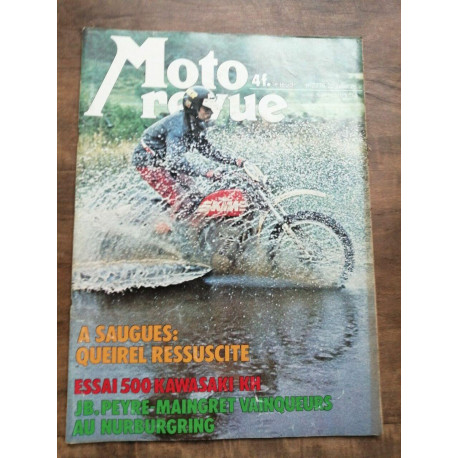 Moto
revue
4f.
A SAUGUES:
QUEIREL RESSUSCITE
ESSAI 500 KAWASAKI KH
JB. PEYRE-MAINGRET VAINQUEURS
AU NURBURGRING